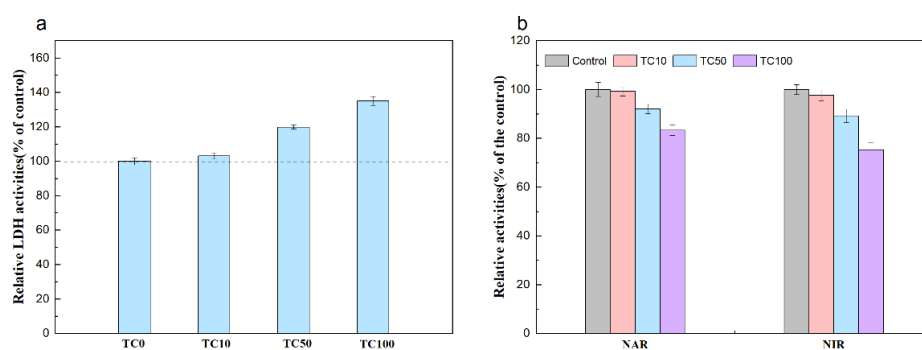 a
Relative LDH activities(% of control)
160
140
120
100
80
60
40
20
0
TC0 TC10 TC50 TC100
b
Relative activities(% of the control)
120
100
80
60
40
20
0
Control TC10 TC50 TC100
NAR NIR